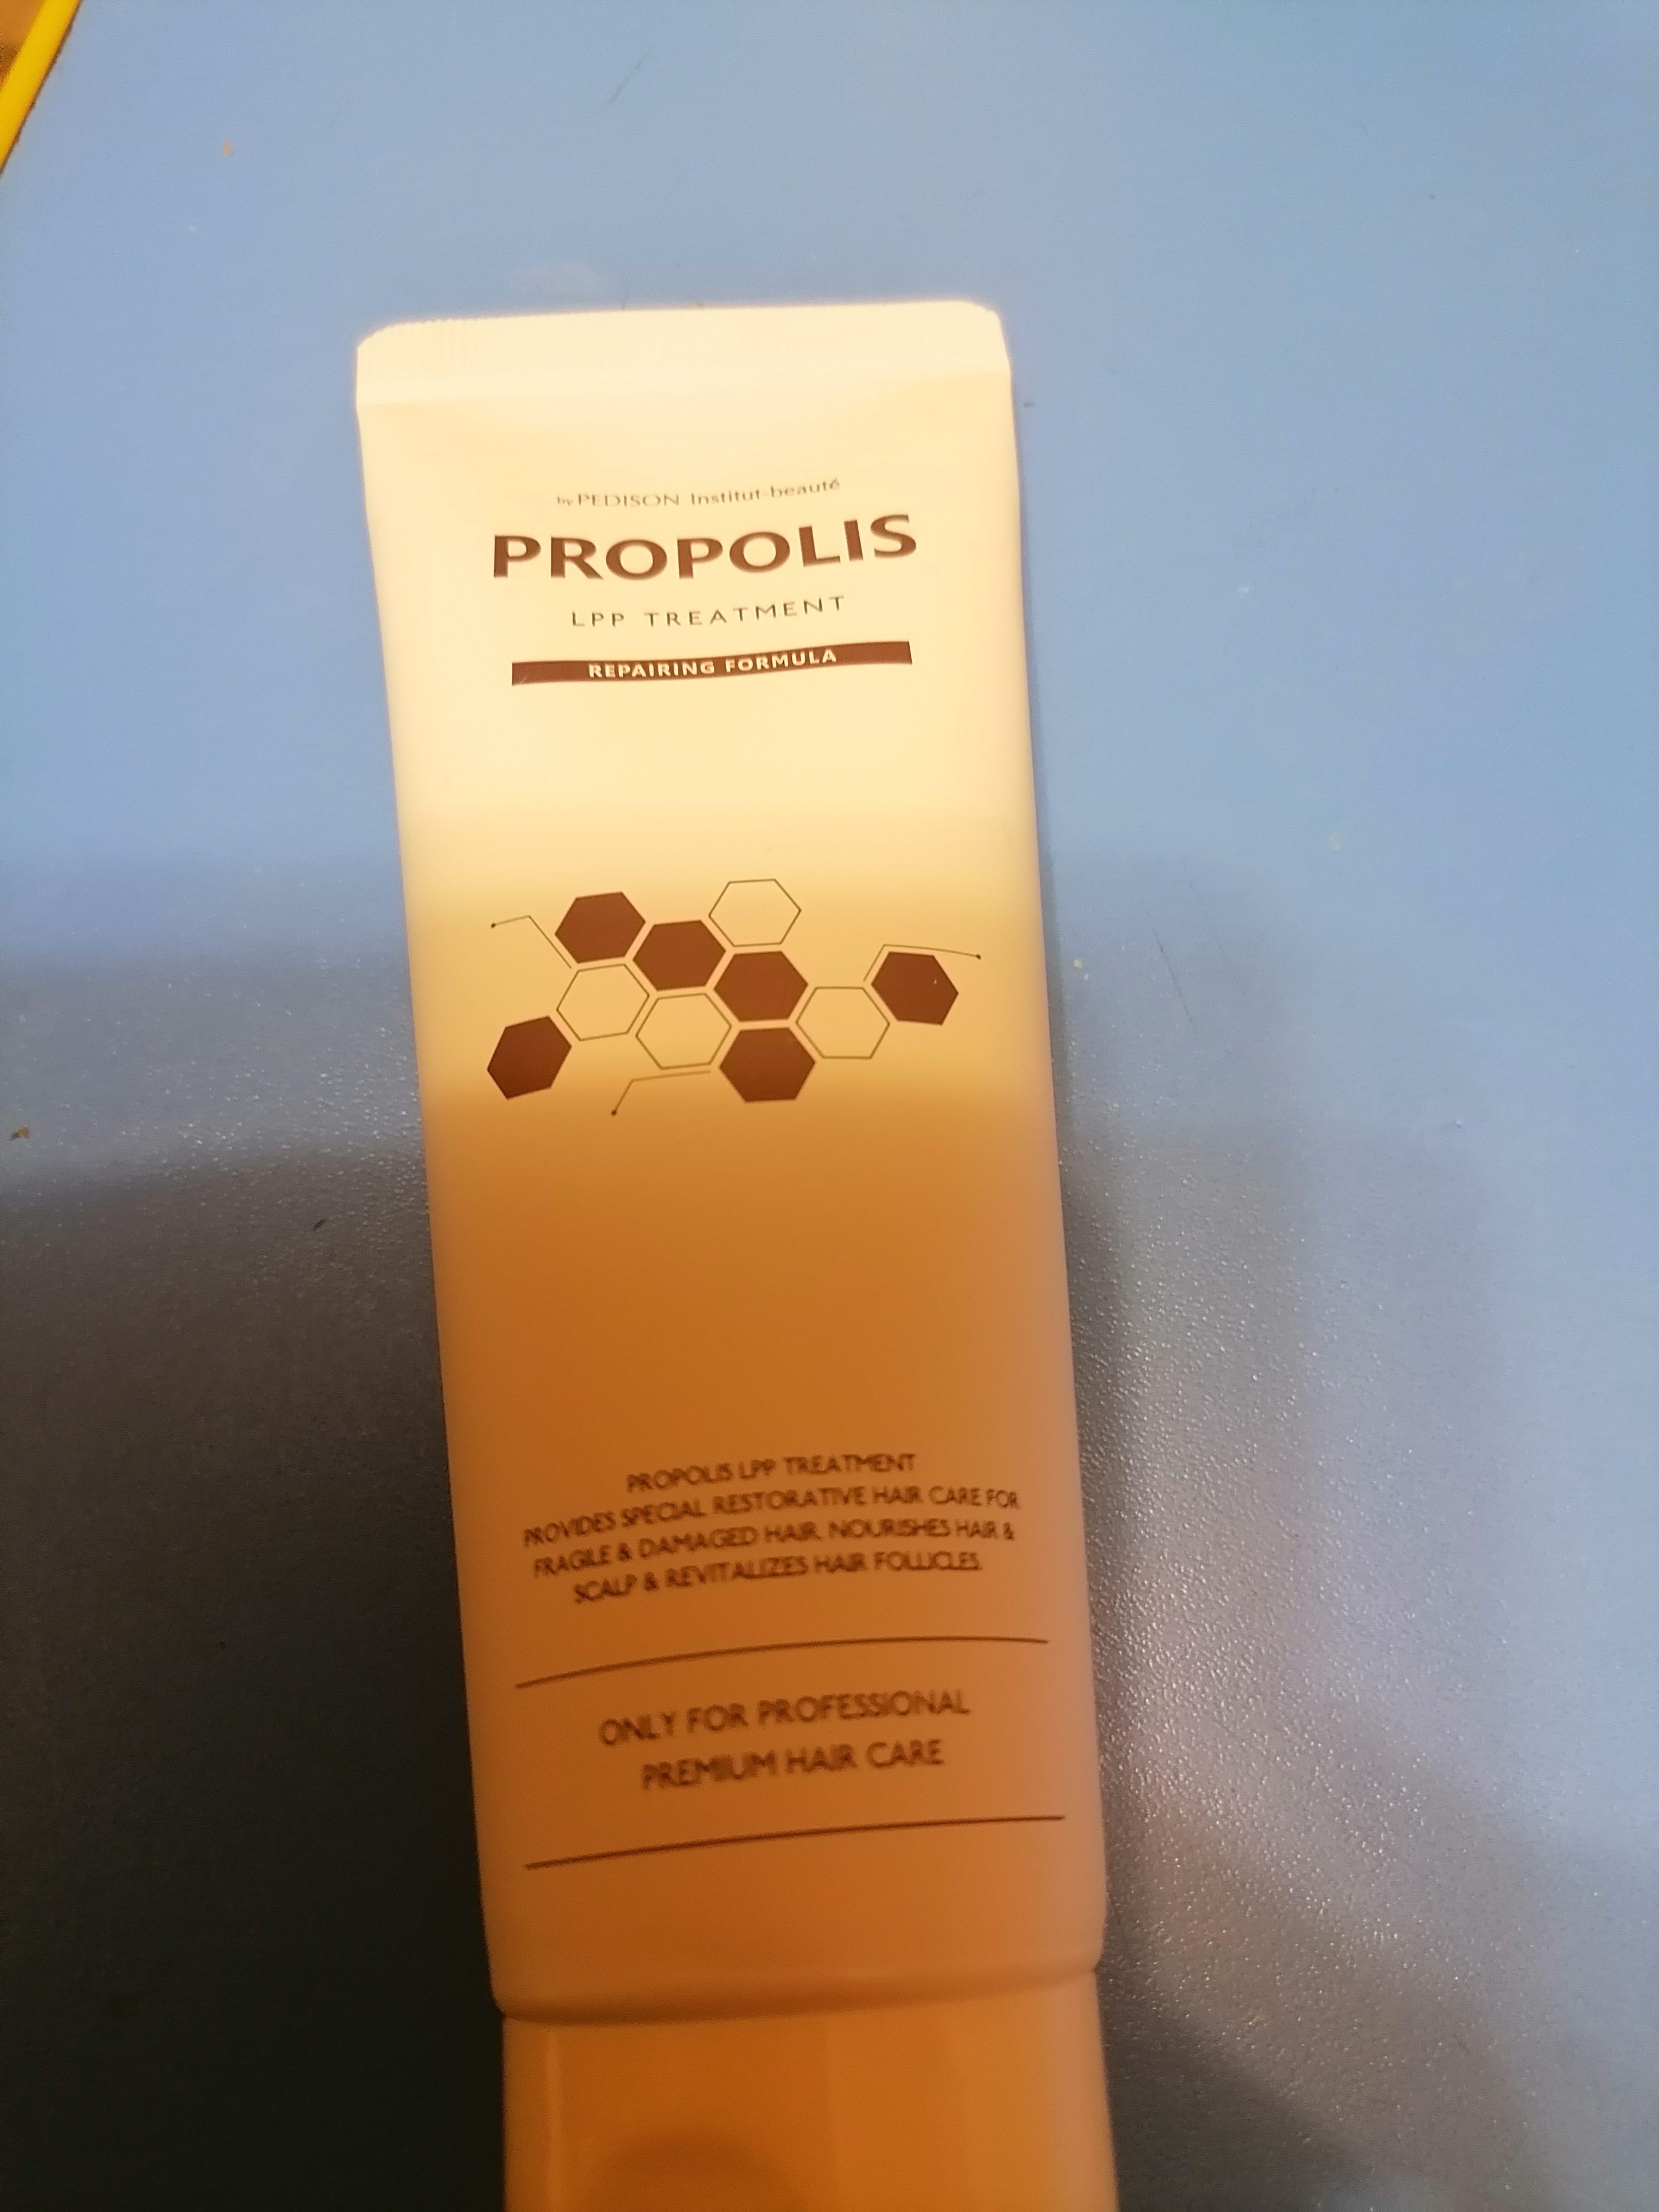 by PEDISON Institut-beauté
PROPOLIS
LPP TREATMENT
REPAIRING FORMULA
PROPOLIS LPP TREATMENT
PROVIDES SPECIAL RESTORATIVE HAIR CARE FOR
FRAGILE & DAMAGED HAIR. NOURISHES HAIR &
SCALP & REVITALIZES HAIR FOLLICLES.
ONLY FOR PROFESSIONAL
PREMIUM HAIR CARE